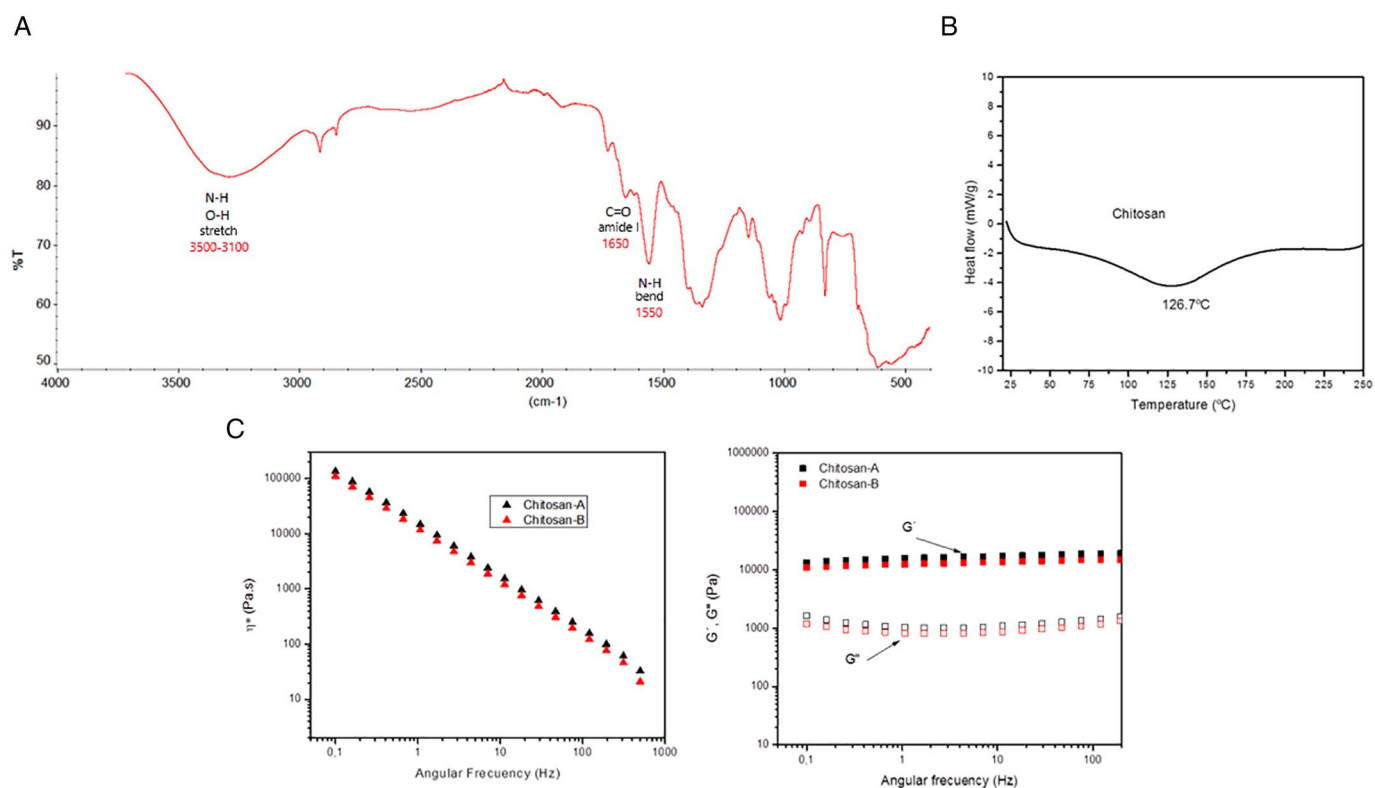 A
%T
90
80
70
60
50
4000 3500 3000 2500 2000 1500 1000 500
(cm-1)
N-H
O-H
stretch
3500-3100
C=O
amide I
1650
N-H
bend
1550
B
Heat flow (mW/g)
10
8
6
4
2
0
-2
-4
-6
-8
-10
Chitosan
126.7ºC
25 50 75 100 125 150 175 200 225 250
Temperature (ºC)
C
η* (Pa.s)
100000
10000
1000
100
10
Chitosan-A
Chitosan-B
0,1 1 10 100 1000
Angular Frecuency (Hz)
G´, G" (Pa)
1000000
100000
10000
1000
100
10
Chitosan-A
Chitosan-B
G´
G"
0,1 1 10 100
Angular frecuency (Hz)